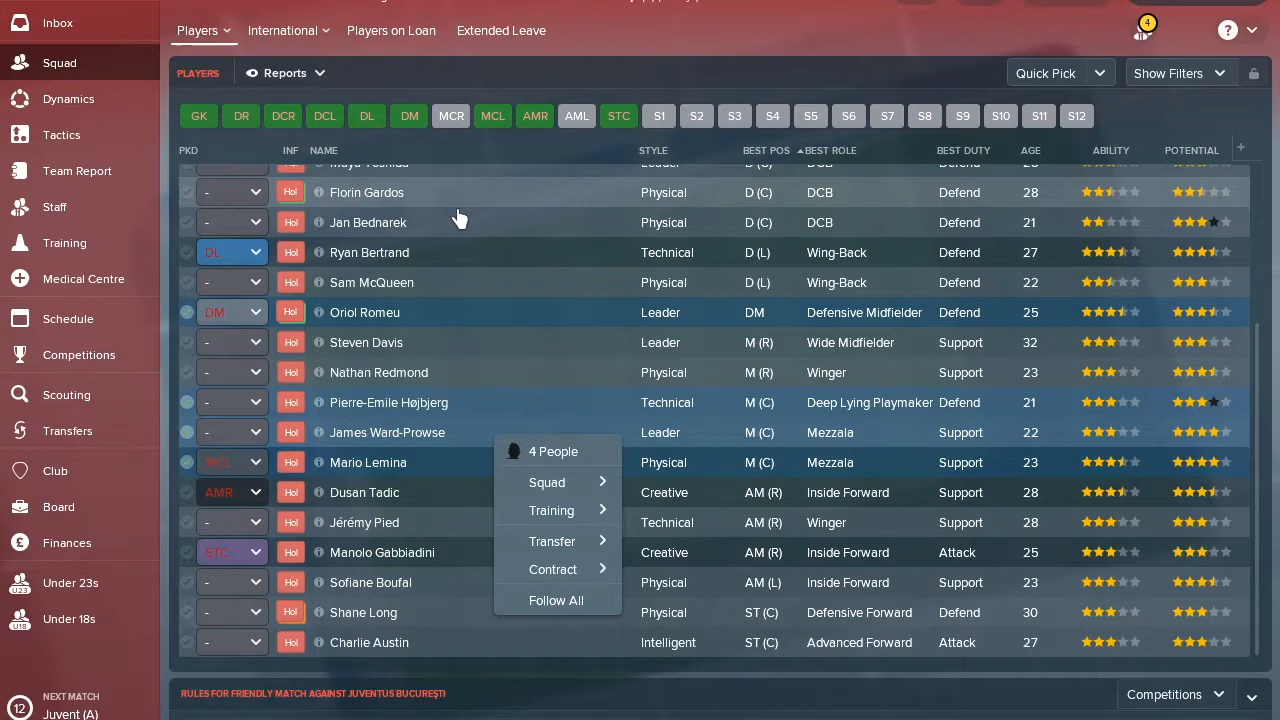 Inbox
Squad
Dynamics
Tactics
Team Report
Staff
Training
Medical Centre
Schedule
Competitions
Scouting
Transfers
Club
Board
Finances
U23 Under 23s
U18 Under 18s
12 NEXT MATCH
Juvent (A)
Players International Players on Loan Extended Leave 4 ?
PLAYERS Reports Quick Pick Show Filters
GK DR DCR DCL DL DM MCR MCL AMR AML STC S1 S2 S3 S4 S5 S6 S7 S8 S9 S10 S11 S12
PKD INF NAME STYLE BEST POS BEST ROLE BEST DUTY AGE ABILITY POTENTIAL +
- Hol Florin Gardos Physical D (C) DCB Defend 28
- Hol Jan Bednarek Physical D (C) DCB Defend 21
DL Hol Ryan Bertrand Technical D (L) Wing-Back Defend 27
- Hol Sam McQueen Physical D (L) Wing-Back Defend 22
DM Hol Oriol Romeu Leader DM Defensive Midfielder Defend 25
- Hol Steven Davis Leader M (R) Wide Midfielder Support 32
- Hol Nathan Redmond Physical M (R) Winger Support 23
- Hol Pierre-Emile Højbjerg Technical M (C) Deep Lying Playmaker Defend 21
- Hol James Ward-Prowse Leader M (C) Mezzala Support 22
MCL Hol Mario Lemina Physical M (C) Mezzala Support 23
AMR Hol Dusan Tadic Creative AM (R) Inside Forward Support 28
- Hol Jérémy Pied Technical AM (R) Winger Support 28
STC Hol Manolo Gabbiadini Creative AM (R) Inside Forward Attack 25
- Hol Sofiane Boufal Physical AM (L) Inside Forward Support 23
- Hol Shane Long Physical ST (C) Defensive Forward Defend 30
- Hol Charlie Austin Intelligent ST (C) Advanced Forward Attack 27
4 People
Squad
Training
Transfer
Contract
Follow All
RULES FOR FRIENDLY MATCH AGAINST JUVENTUS BUCUREŞTI Competitions